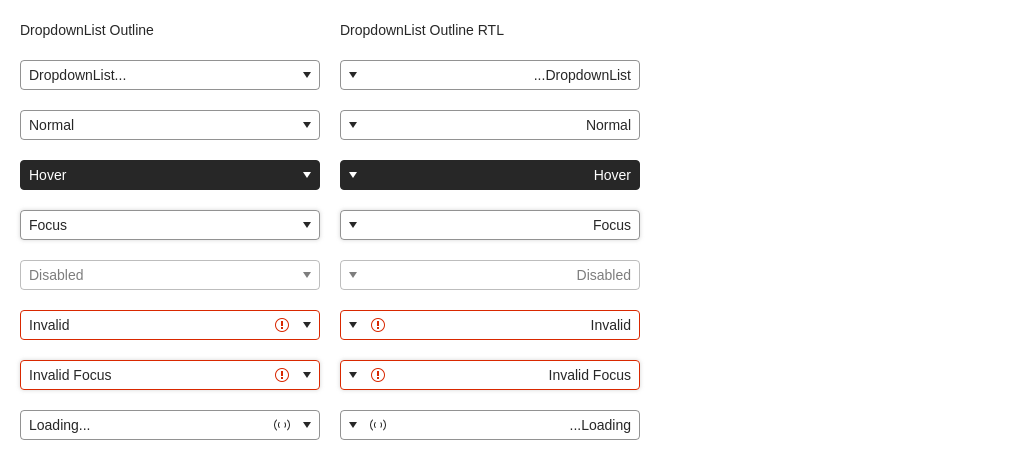 DropdownList Outline
DropdownList Outline RTL
DropdownList...
...DropdownList
Normal
Normal
Hover
Hover
Focus
Focus
Disabled
Disabled
Invalid
Invalid
Invalid Focus
Invalid Focus
Loading...
...Loading